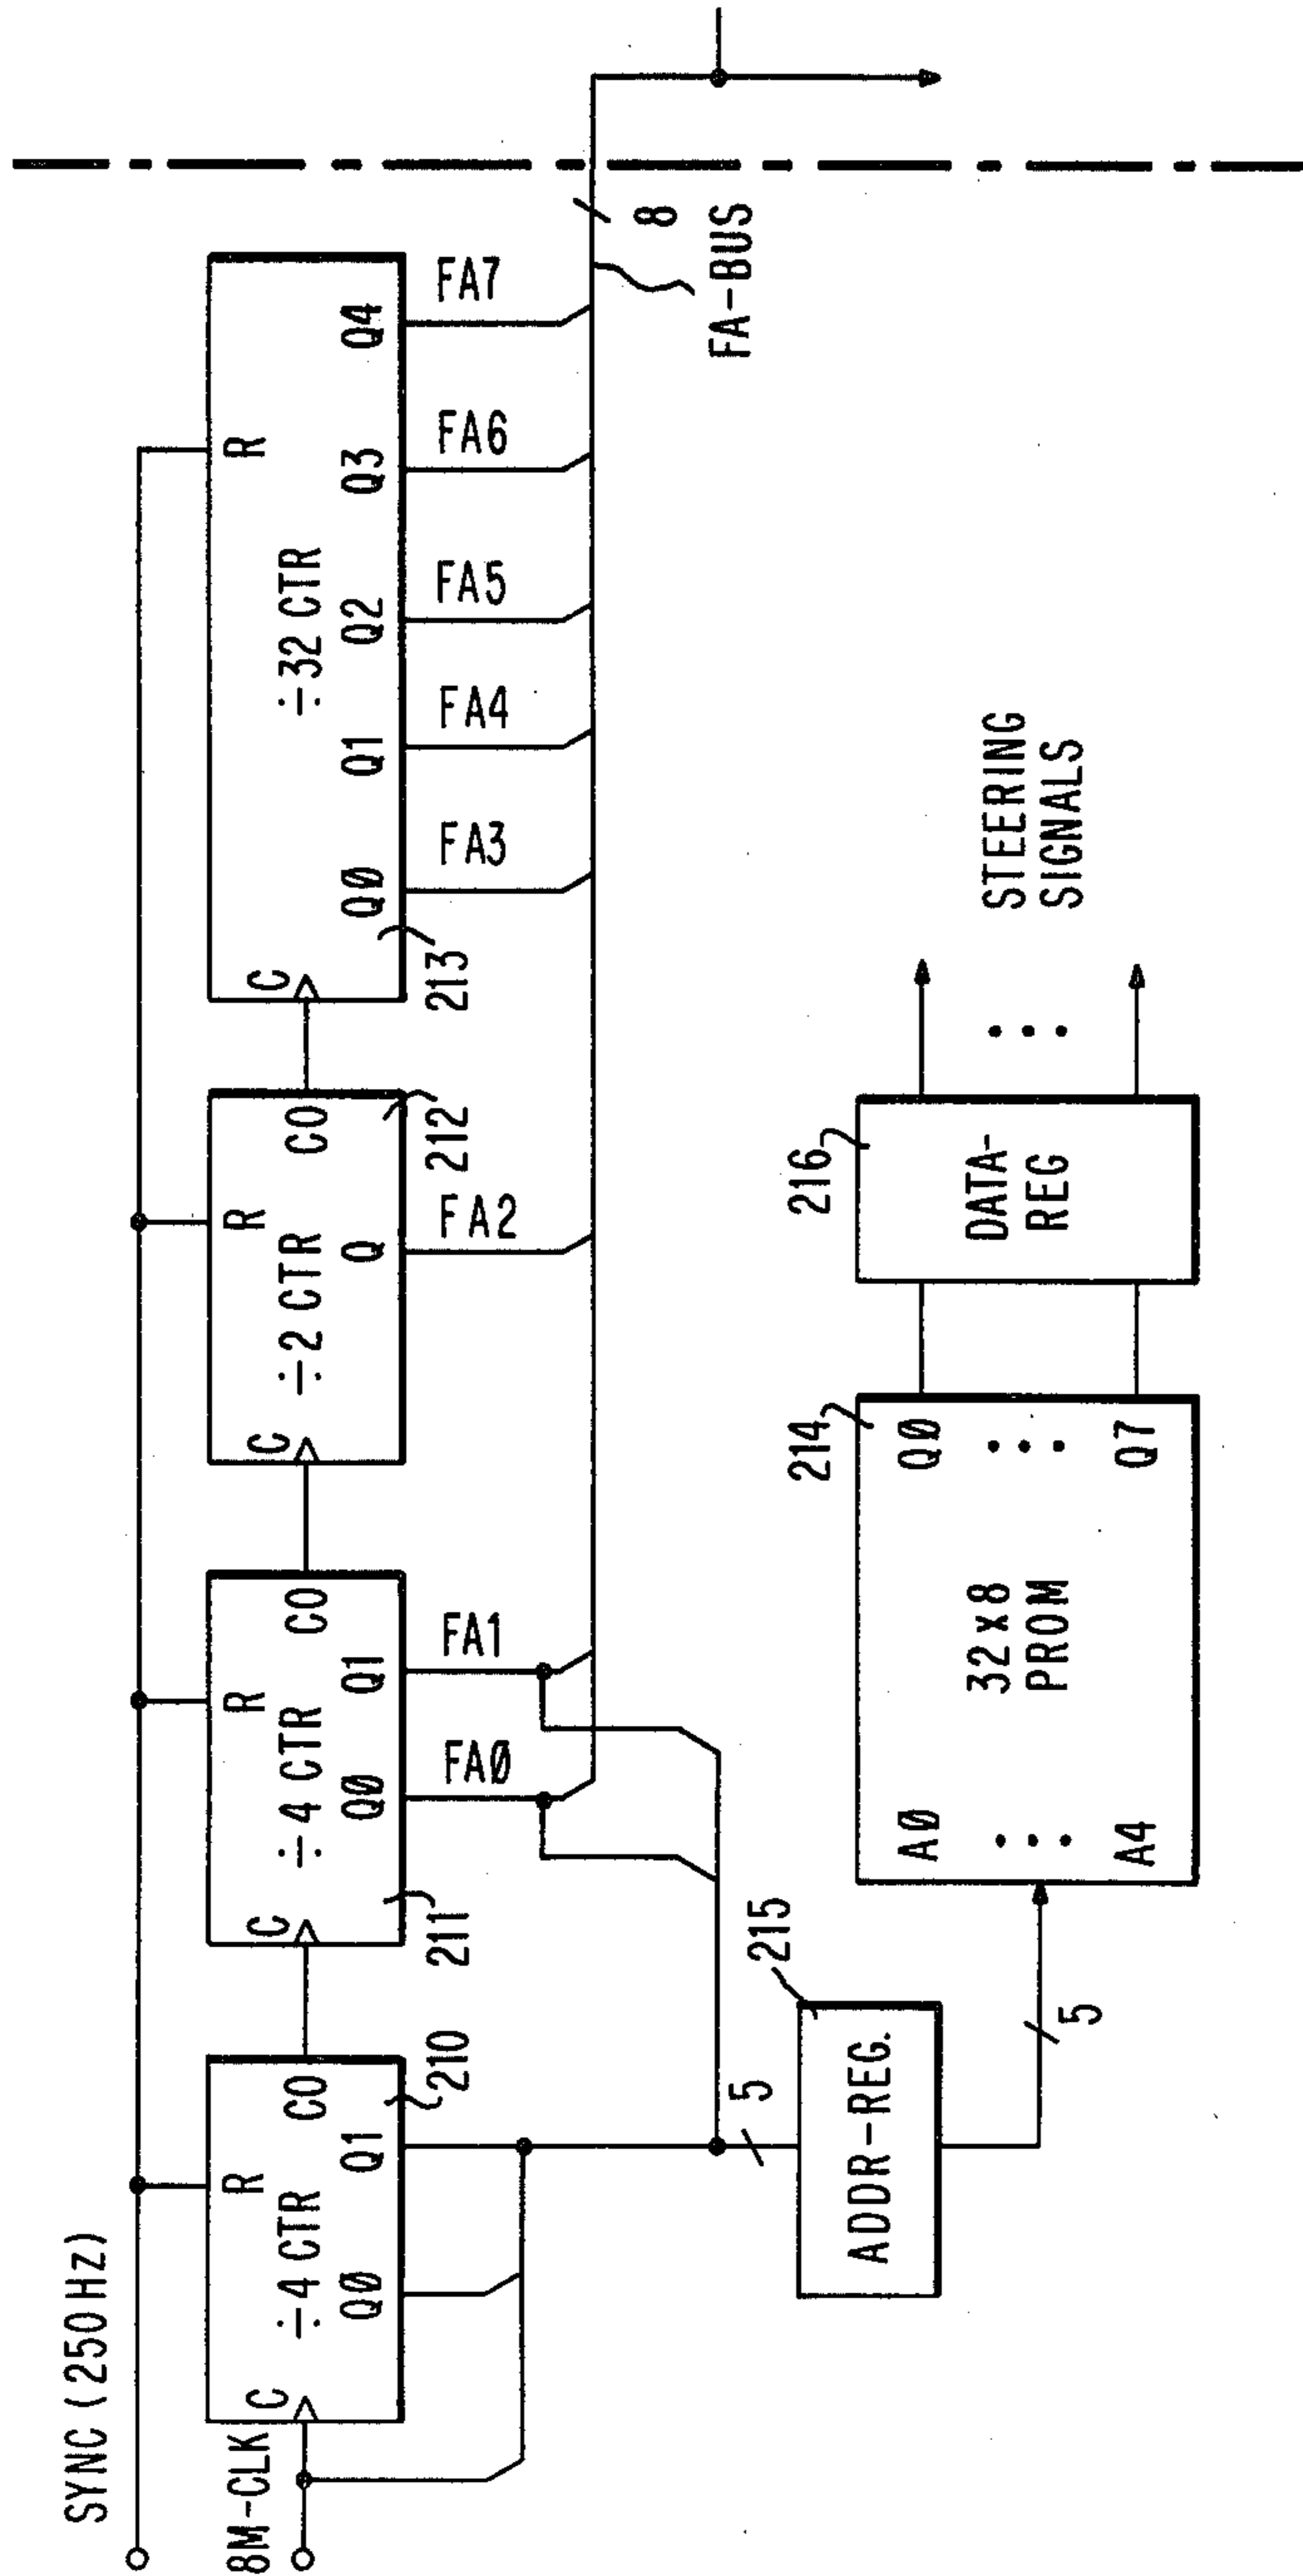 SYNC (250 Hz)
8M-CLK
C
R
÷4 CTR
CO
Q0
Q1
210
C
R
÷4 CTR
CO
Q0
Q1
211
C
R
÷2 CTR
CO
Q
212
C
R
÷32 CTR
Q0
Q1
Q2
Q3
Q4
213
FA0
FA1
FA2
FA3
FA4
FA5
FA6
FA7
8
FA-BUS
5
215
ADDR-REG.
5
214
A0
A4
32x8
PROM
Q0
Q7
216
DATA-
REG
STEERING
SIGNALS